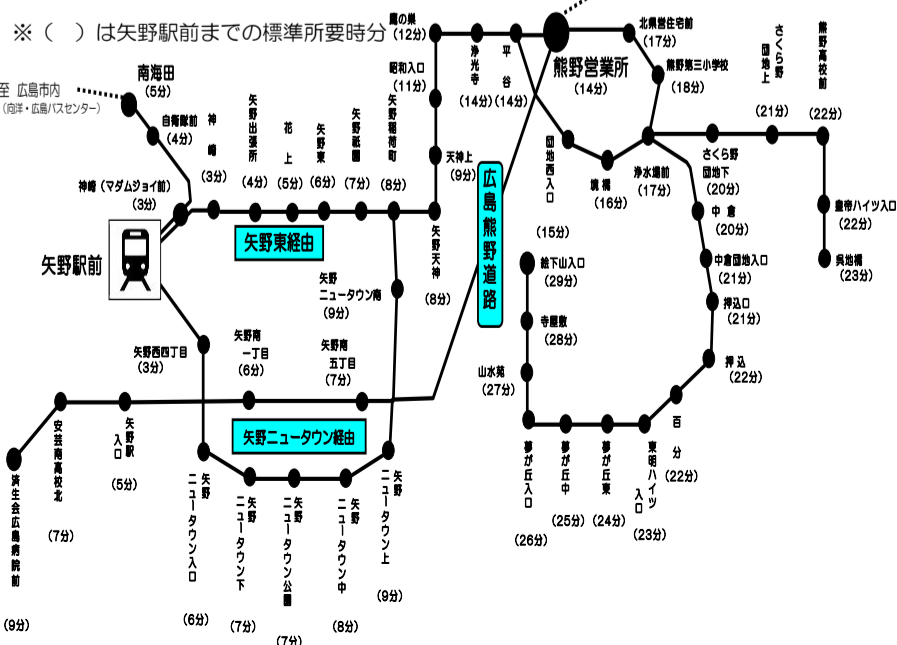 ※（　）は矢野駅前までの標準所要時分
至 広島市内
（向洋・広島バスセンター）
南海田
(5分)
自衛隊前
(4分)
神崎（マダムジョイ前）
(3分)
神崎
(3分)
矢野出張所
(4分)
花上
(5分)
矢野東
(6分)
矢野祇園
(7分)
矢野稲荷町
(8分)
矢野天神
(8分)
天神上
(9分)
昭和入口
(11分)
鷹の巣
(12分)
浄光寺
(14分)
平谷
(14分)
熊野営業所
(14分)
北県営住宅前
(17分)
熊野第三小学校
(18分)
さくら野
団地上
(21分)
熊野高校前
(22分)
皇帝ハイツ入口
(22分)
呉地橋
(23分)
団地西入口
(15分)
境橋
(16分)
浄水場前
(17分)
さくら野
団地下
(20分)
中倉
(20分)
中倉団地入口
(21分)
押込口
(21分)
押込
(22分)
百分
(22分)
東明ハイツ
入口
(23分)
夢が丘東
(24分)
夢が丘中
(25分)
夢が丘入口
(26分)
山水苑
(27分)
寺屋敷
(28分)
絵下山入口
(29分)
広島熊野道路
矢野東経由
矢野駅前
矢野
ニュータウン南
(9分)
矢野西四丁目
(3分)
矢野南
一丁目
(6分)
矢野南
五丁目
(7分)
矢野ニュータウン経由
済生会広島病院前
(9分)
安芸南高校北
(7分)
矢野駅
入口
(5分)
矢野
ニュータウン入口
(6分)
矢野
ニュータウン下
(7分)
矢野
ニュータウン公園
(7分)
矢野
ニュータウン中
(8分)
矢野
ニュータウン上
(9分)